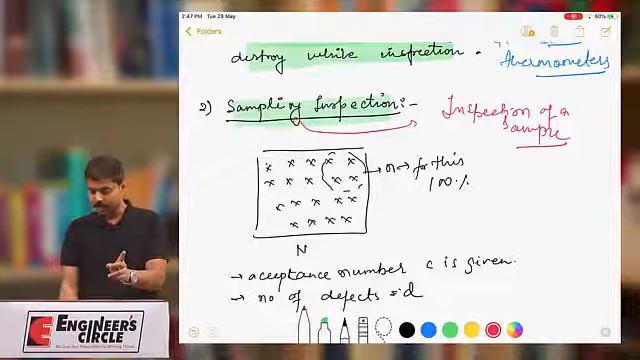 2:47 PM Tue 28 May
60%
Folders
destroy while inspection.
Thermometers
2) Sampling Inspection:-
Inspection of a
Sample
n → for this
100%
N
→ acceptance number c is given.
→ no of defects = d
ENGINEER'S
CIRCLE